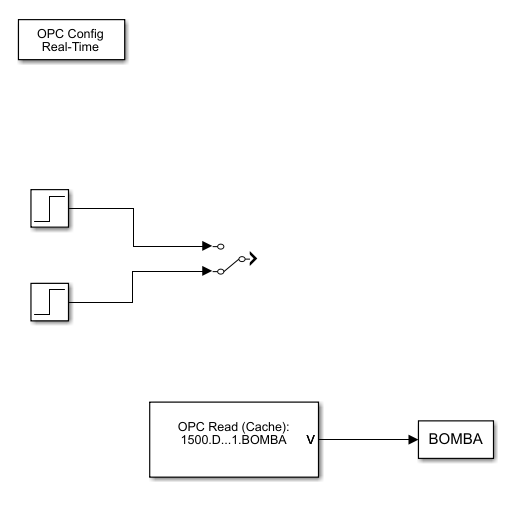 OPC Config
Real-Time
OPC Read (Cache):
1500.D...1.BOMBA
V
BOMBA